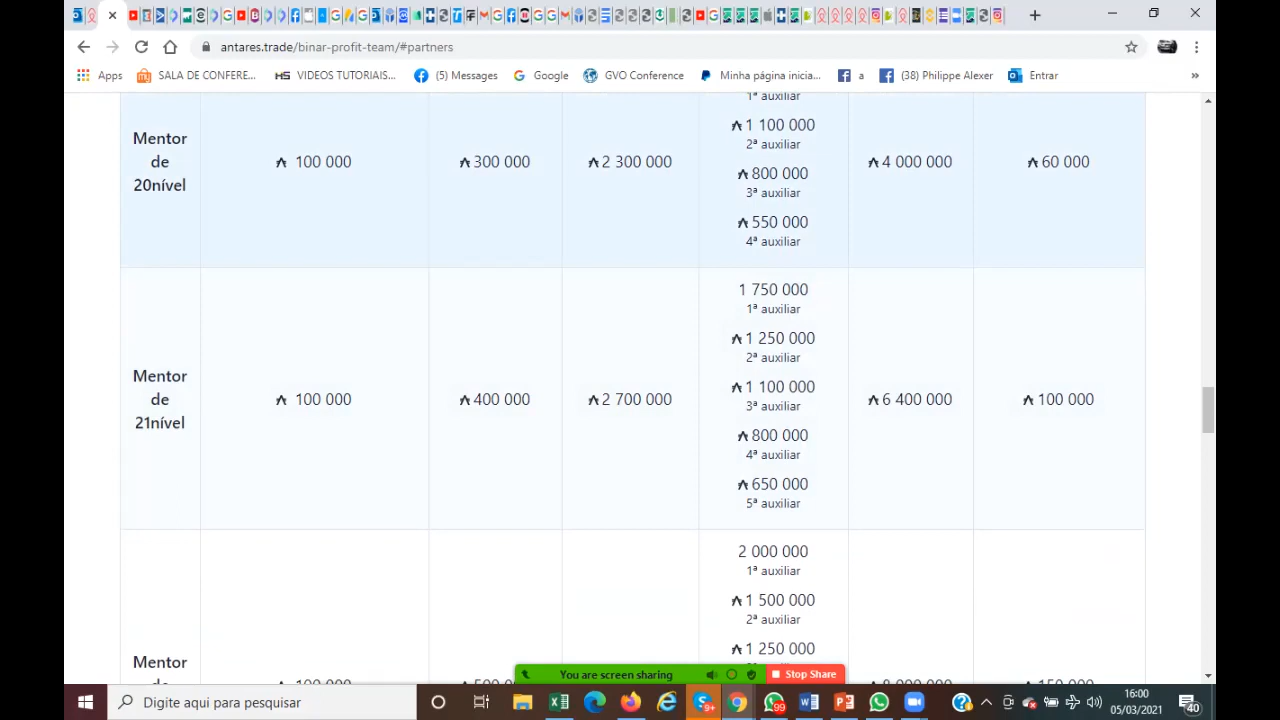 antares.trade/binar-profit-team/#partners
Apps
SALA DE CONFERE...
VIDEOS TUTORIAIS...
(5) Messages
Google
GVO Conference
Minha página inicia...
a
(38) Philippe Alexer
Entrar
»
1ª auxiliar
Mentor
de
20nível
100 000
300 000
2 300 000
1 100 000
2ª auxiliar
800 000
3ª auxiliar
550 000
4ª auxiliar
4 000 000
60 000
Mentor
de
21nível
100 000
400 000
2 700 000
1 750 000
1ª auxiliar
1 250 000
2ª auxiliar
1 100 000
3ª auxiliar
800 000
4ª auxiliar
650 000
5ª auxiliar
6 400 000
100 000
Mentor
2 000 000
1ª auxiliar
1 500 000
2ª auxiliar
1 250 000
You are screen sharing
Stop Share
Digite aqui para pesquisar
16:00
05/03/2021
40